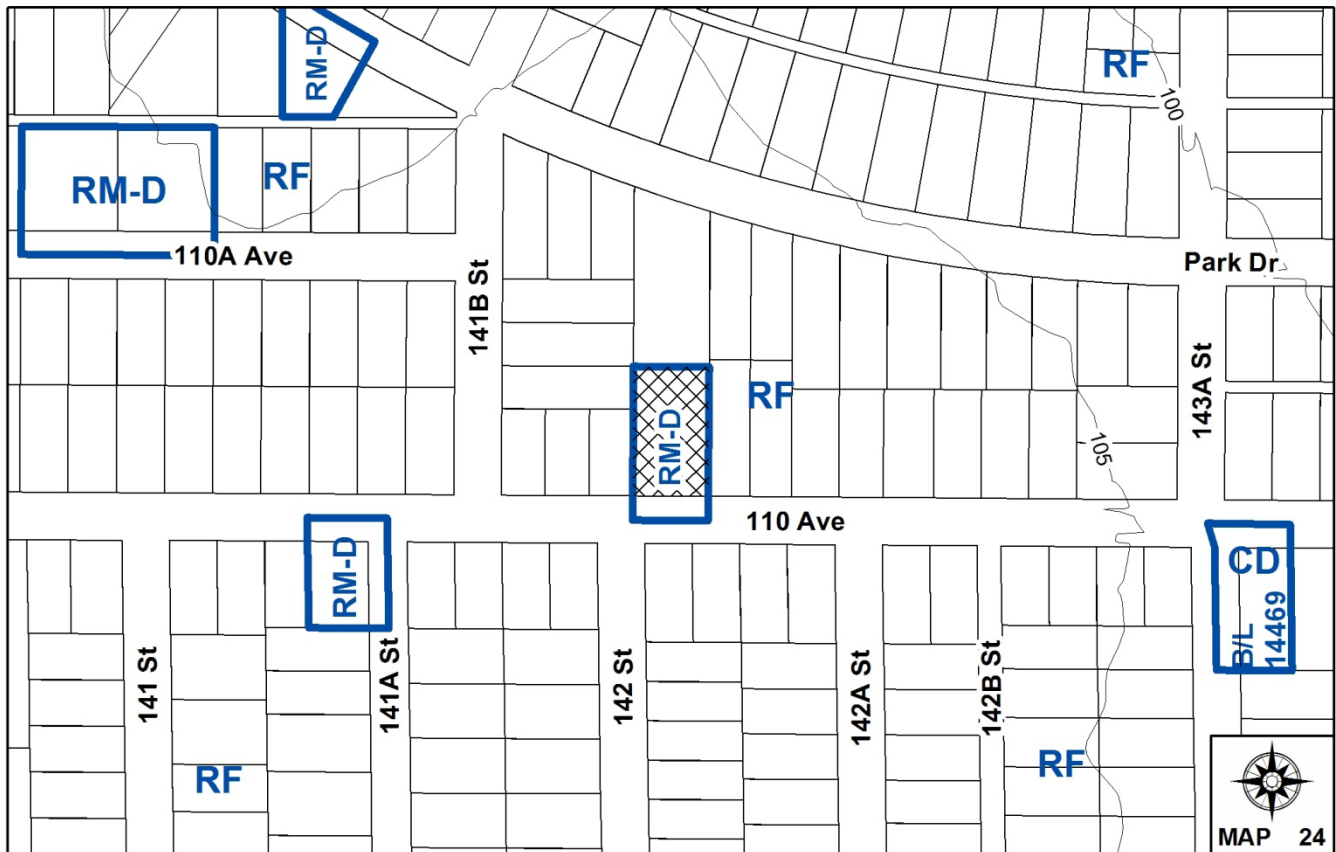 RM-D
RF
100
RM-D
RF
110A Ave
Park Dr
141B St
143A St
RM-D
RF
105
110 Ave
RM-D
CD
B/L
14469
141 St
141A St
142 St
142A St
142B St
RF
RF
MAP 24